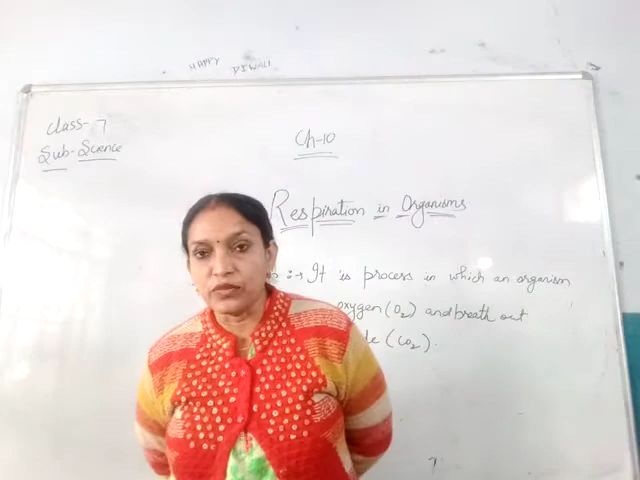 HAPPY DIWALI
Class- 7
Sub- Science
Ch-10
Respiration in Organisms
:- It is process in which an organism
oxygen (O₂) and breath out
(CO₂).